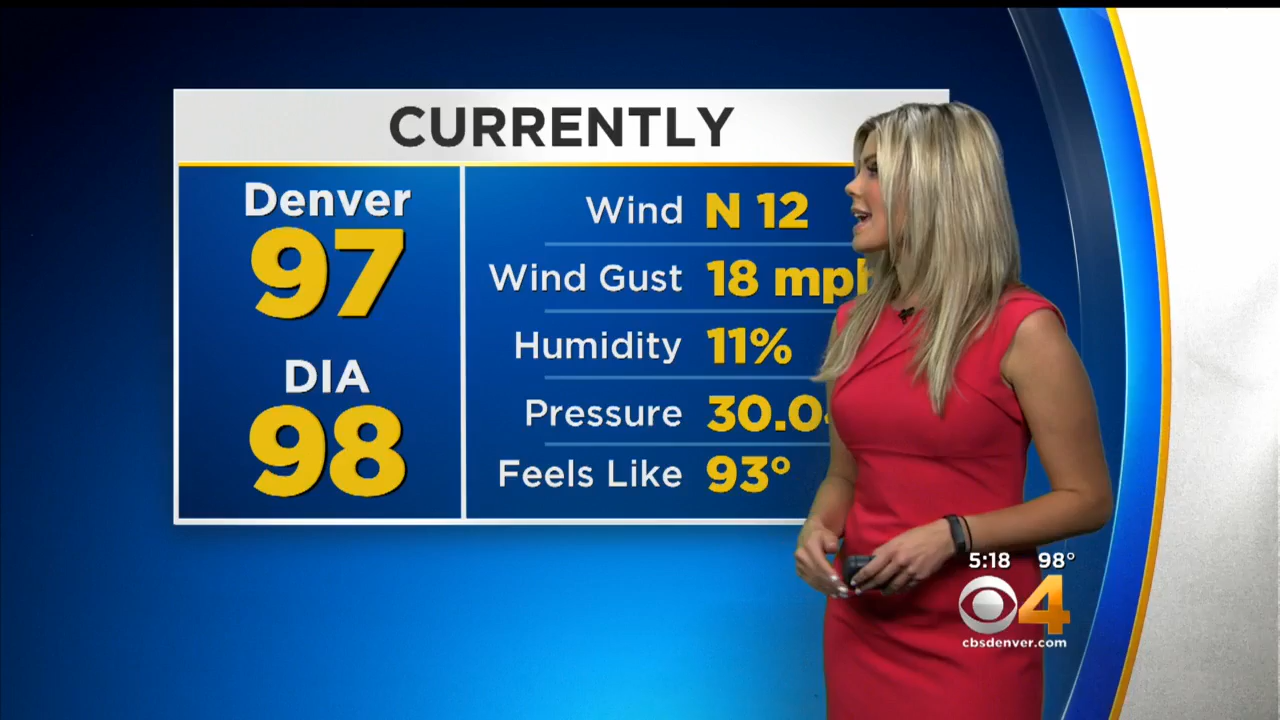 CURRENTLY
Denver
97
DIA
98
Wind N 12
Wind Gust 18 mph
Humidity 11%
Pressure 30.0
Feels Like 93°
5:18 98°
4
cbsdenver.com